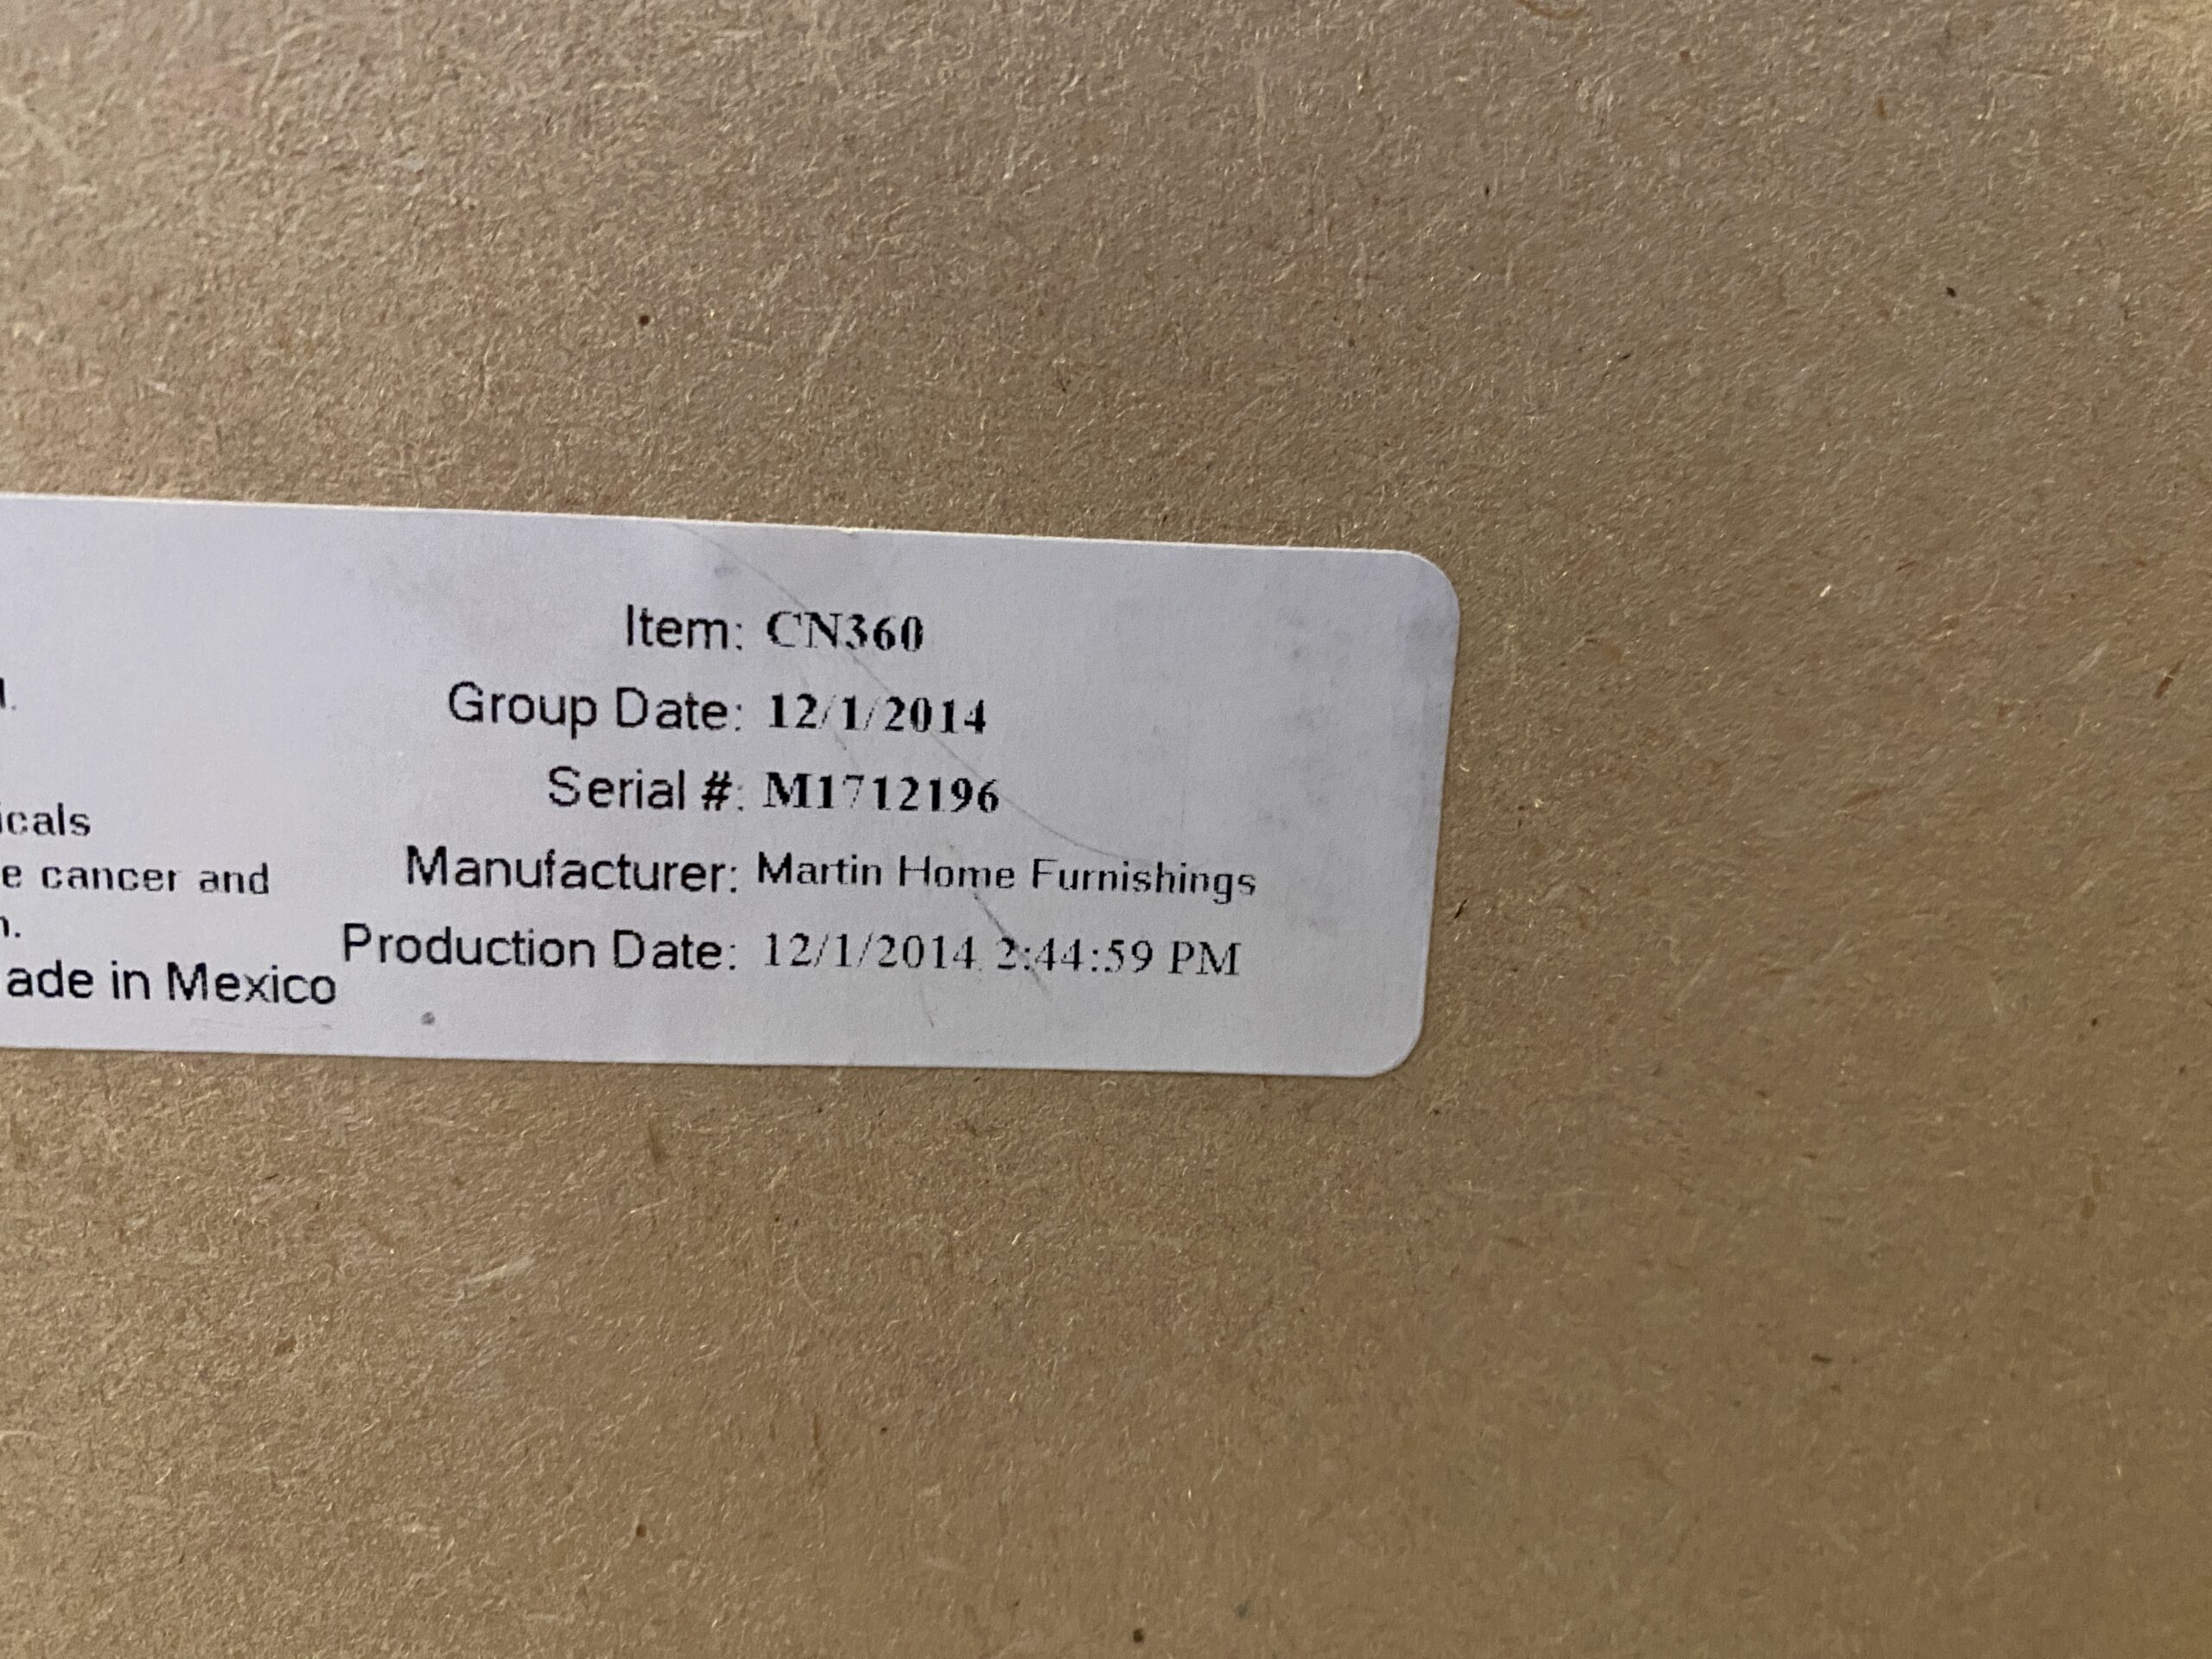 Item: CN360
Group Date: 12/1/2014
Serial #: M1712196
icals
e cancer and
Manufacturer: Martin Home Furnishings
Production Date: 12/1/2014 2:44:59 PM
ade in Mexico